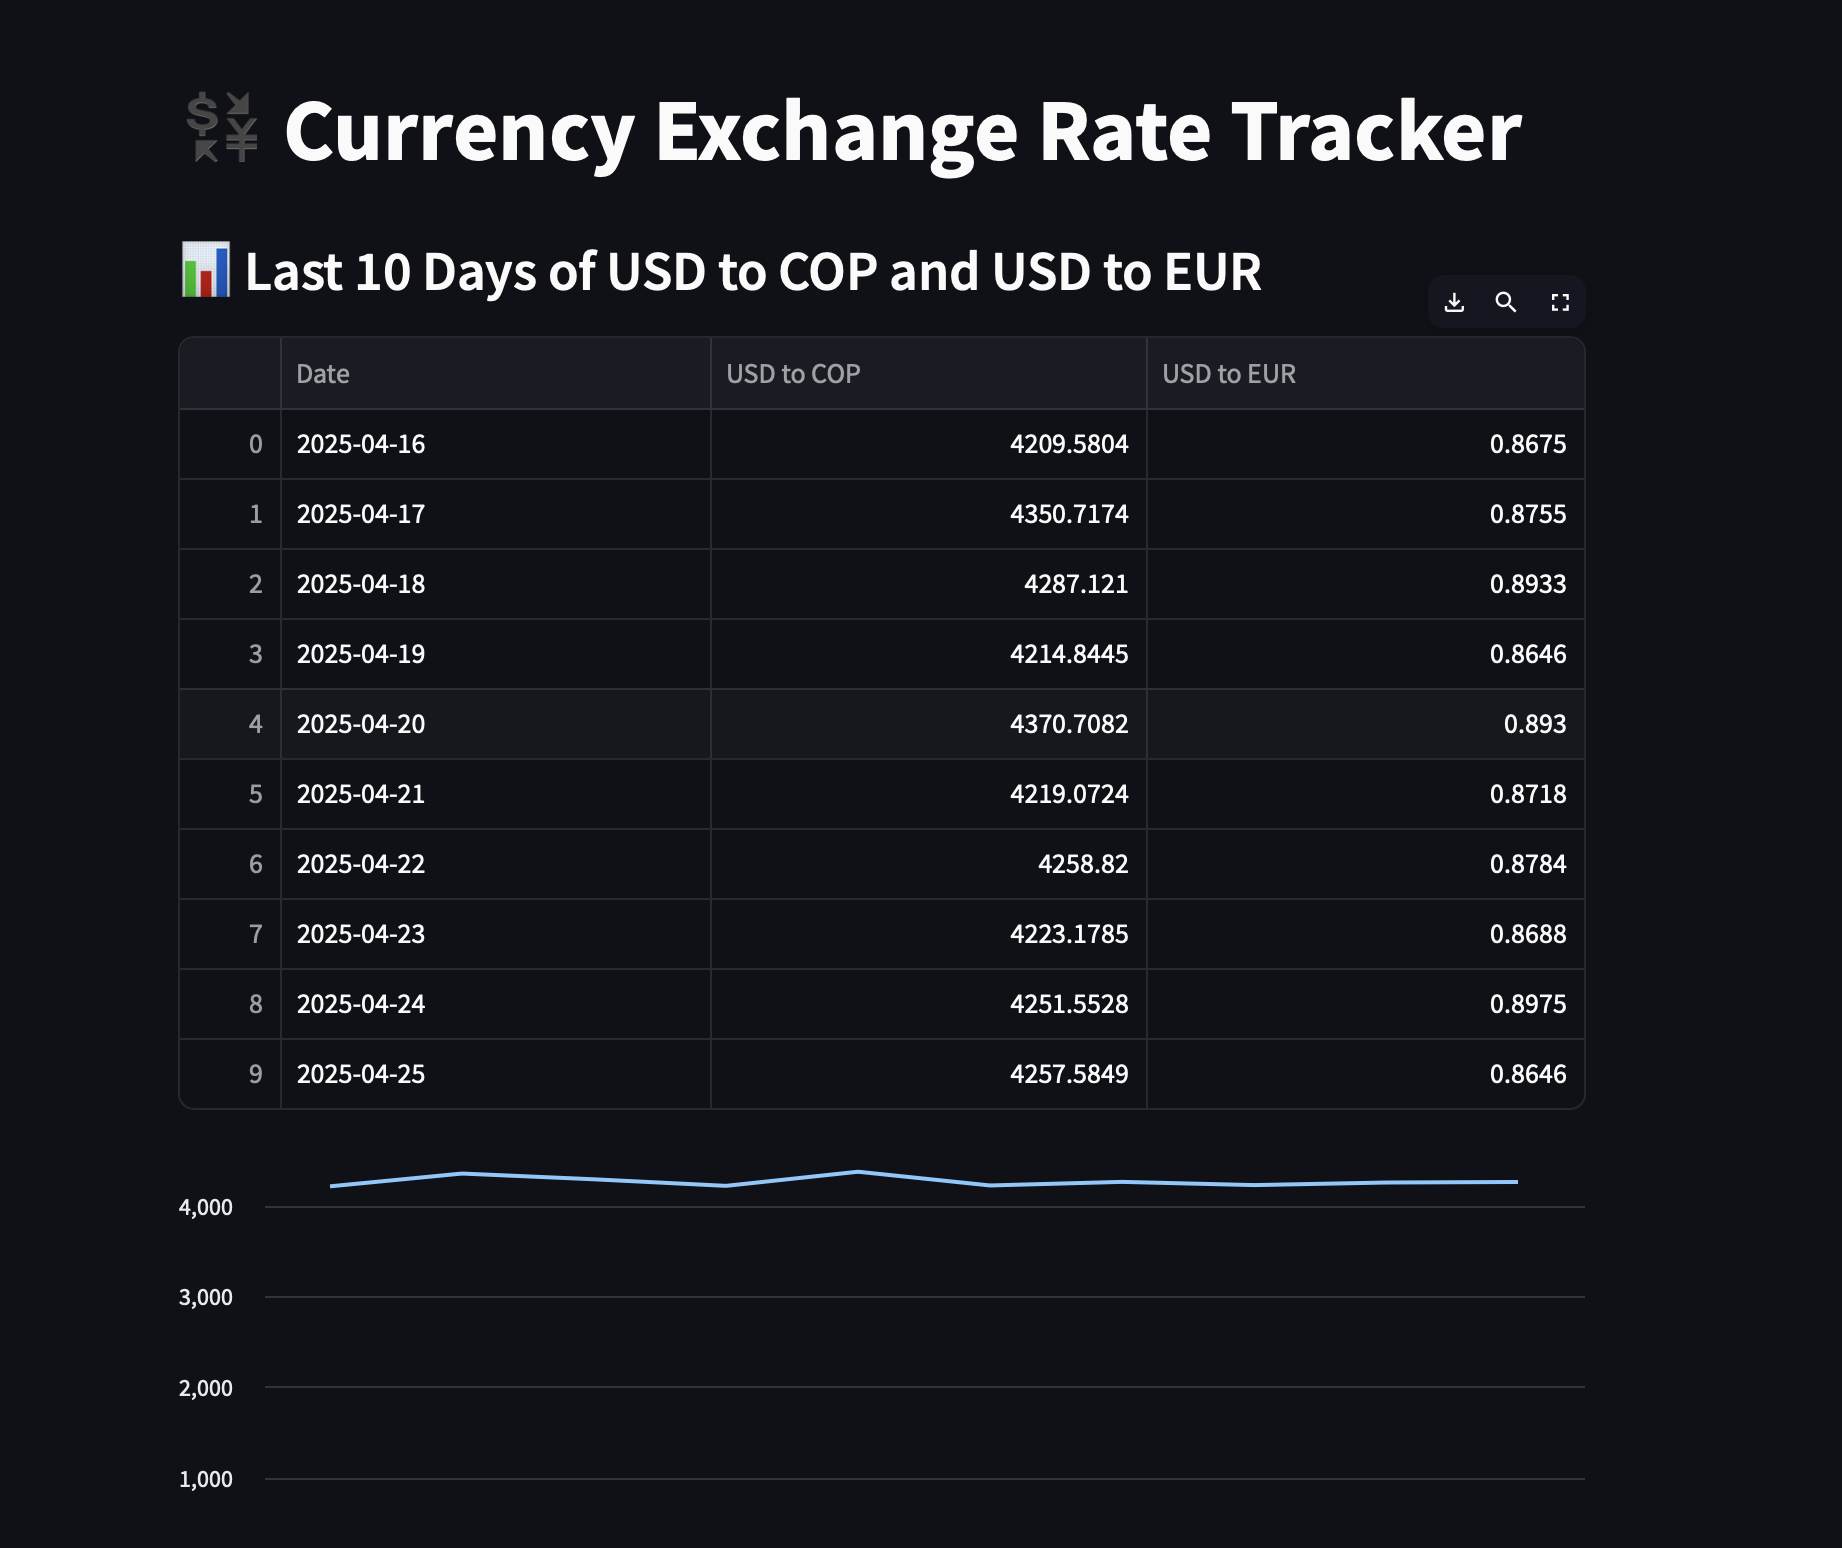 Currency Exchange Rate Tracker
Last 10 Days of USD to COP and USD to EUR
Date USD to COP USD to EUR
0 2025-04-16 4209.5804 0.8675
1 2025-04-17 4350.7174 0.8755
2 2025-04-18 4287.121 0.8933
3 2025-04-19 4214.8445 0.8646
4 2025-04-20 4370.7082 0.893
5 2025-04-21 4219.0724 0.8718
6 2025-04-22 4258.82 0.8784
7 2025-04-23 4223.1785 0.8688
8 2025-04-24 4251.5528 0.8975
9 2025-04-25 4257.5849 0.8646
4,000
3,000
2,000
1,000